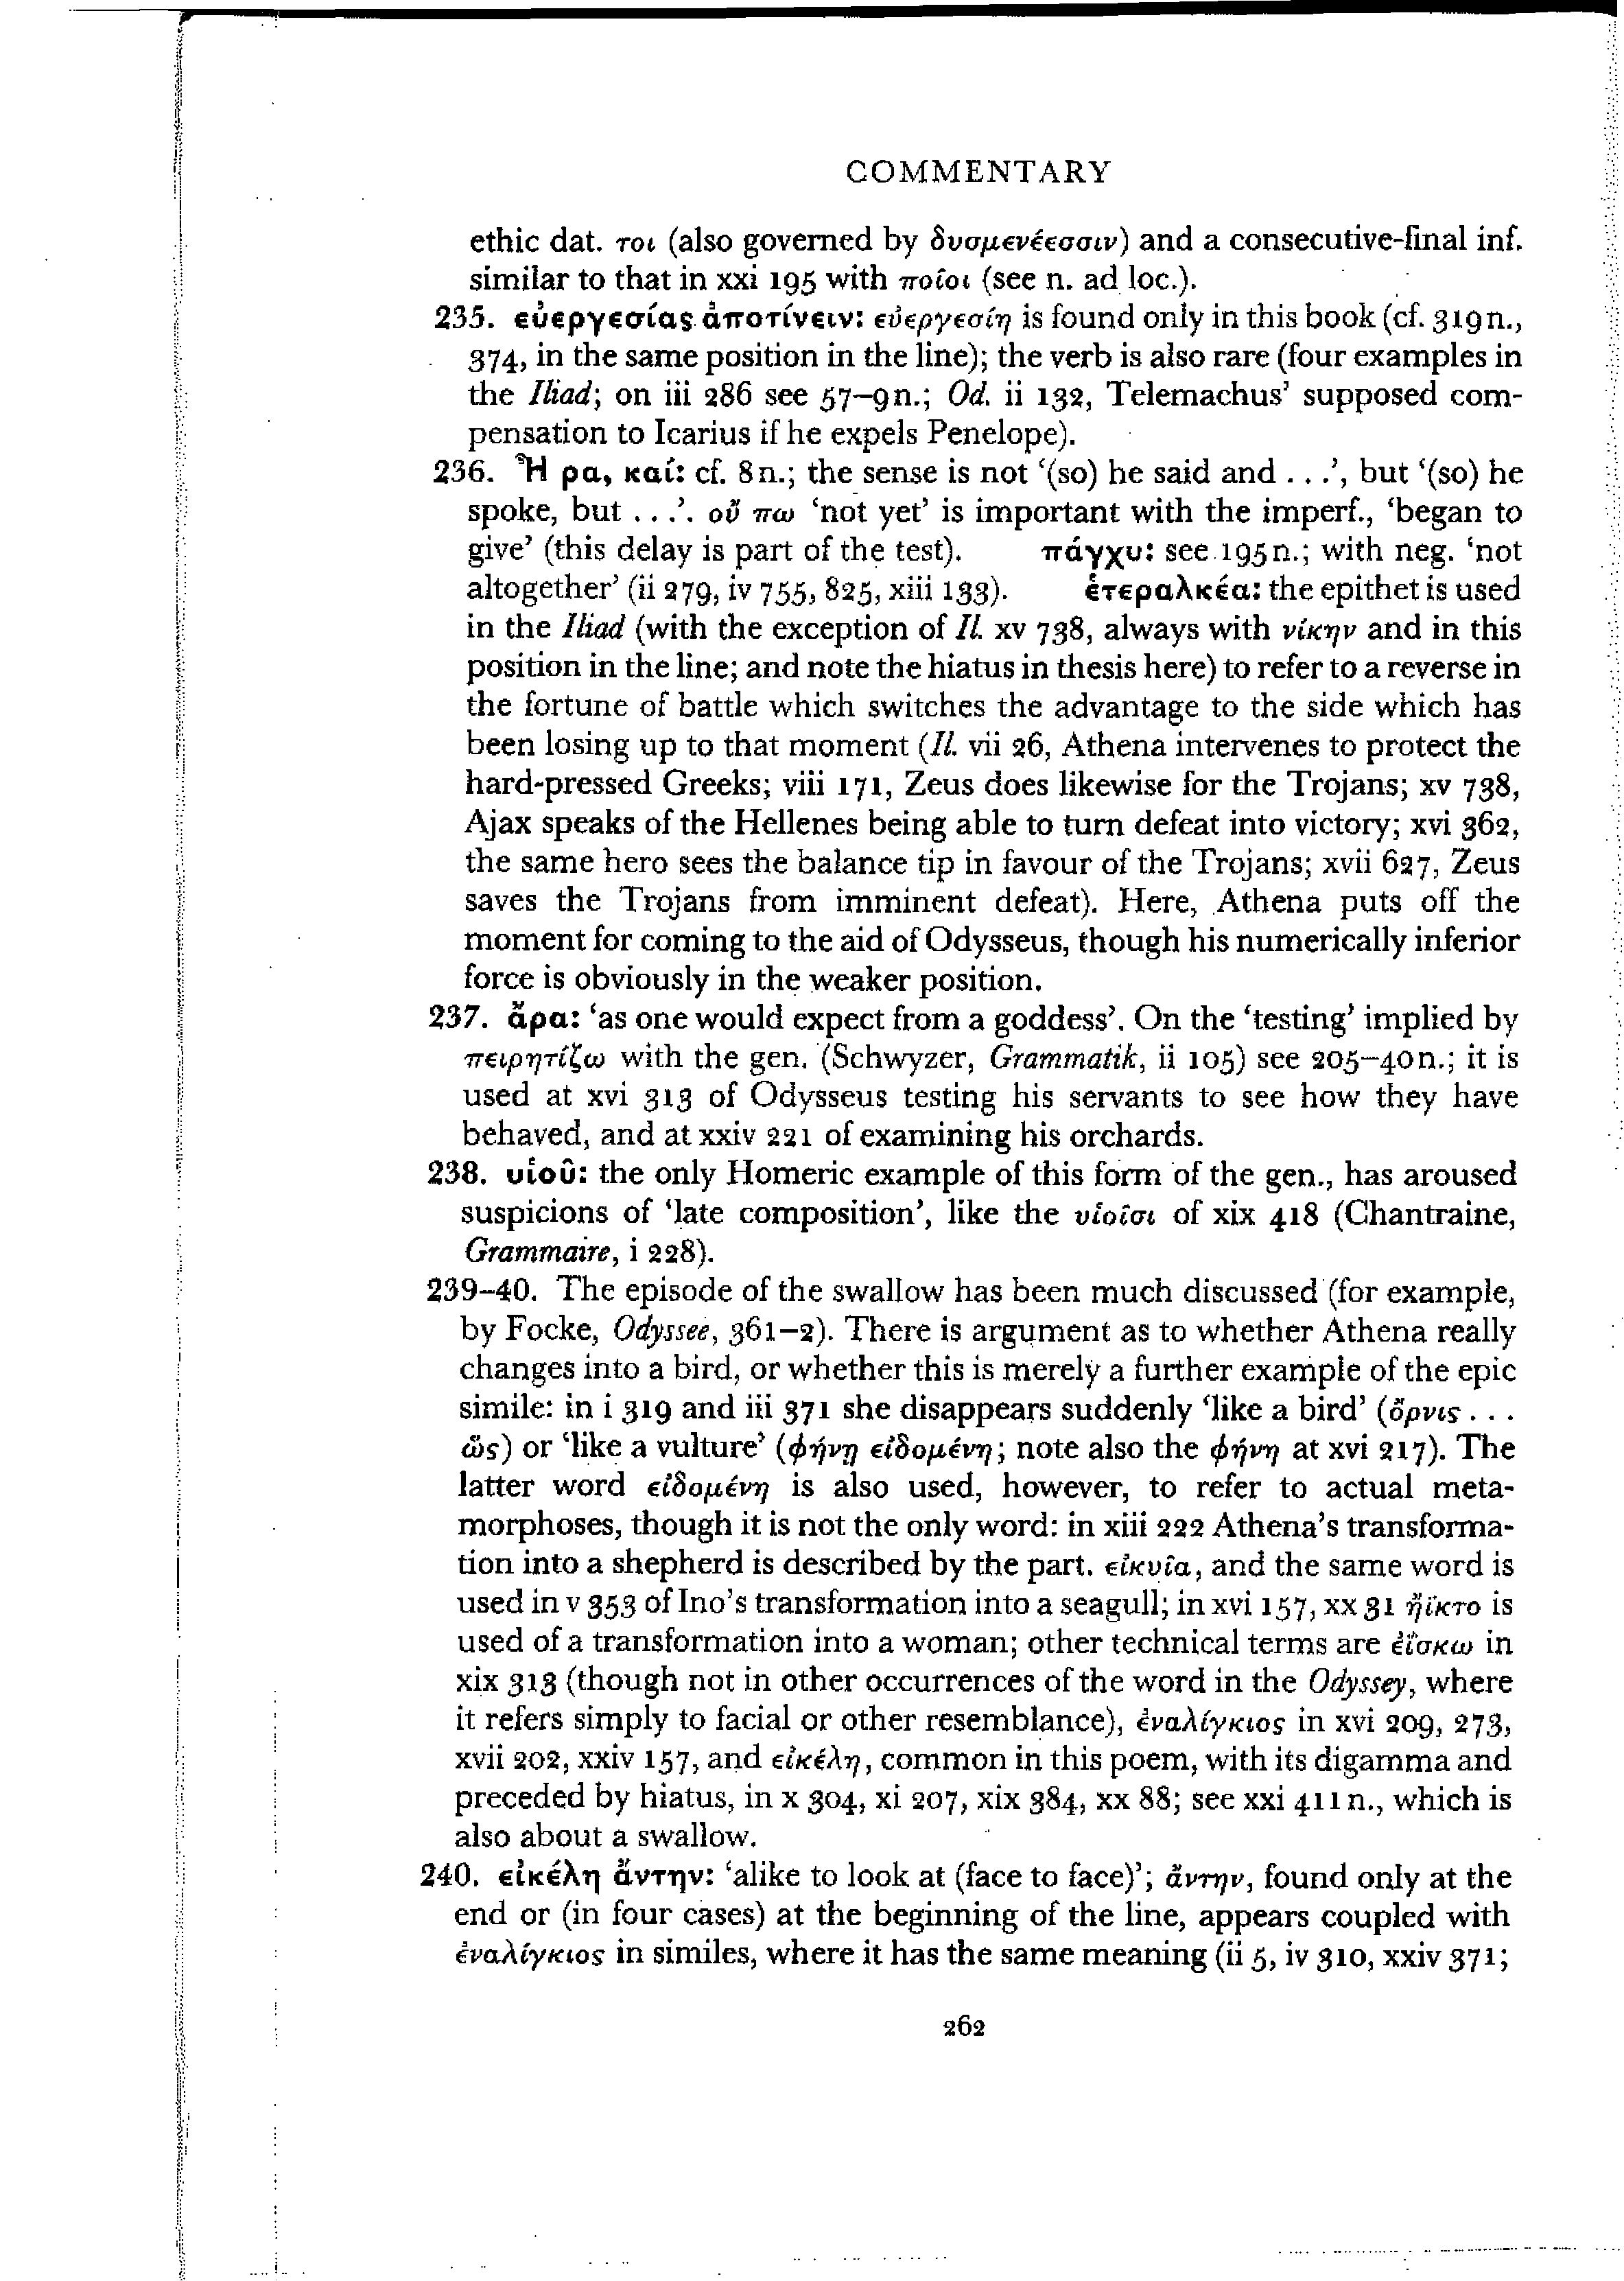 COMMENTARY
ethic dat. τοι (also governed by δυσμενέεσσιν) and a consecutive-final inf.
similar to that in xxi 195 with ποῖοι (see n. ad loc.).
235. εὐεργεσίας ἀποτίνειν: εὐεργεσίη is found only in this book (cf. 319 n.,
374, in the same position in the line); the verb is also rare (four examples in
the Iliad; on iii 286 see 57–9 n.; Od. ii 132, Telemachus’ supposed com-
pensation to Icarius if he expels Penelope).
236. Ἦ ρα, καί: cf. 8 n.; the sense is not ‘(so) he said and . . .’, but ‘(so) he
spoke, but . . .’. οὔ πω ‘not yet’ is important with the imperf., ‘began to
give’ (this delay is part of the test). πάγχυ: see 195 n.; with neg. ‘not
altogether’ (ii 279, iv 755, 825, xiii 133). ἑτεραλκέα: the epithet is used
in the Iliad (with the exception of Il. xv 738, always with νίκην and in this
position in the line; and note the hiatus in thesis here) to refer to a reverse in
the fortune of battle which switches the advantage to the side which has
been losing up to that moment (Il. vii 26, Athena intervenes to protect the
hard-pressed Greeks; viii 171, Zeus does likewise for the Trojans; xv 738,
Ajax speaks of the Hellenes being able to turn defeat into victory; xvi 362,
the same hero sees the balance tip in favour of the Trojans; xvii 627, Zeus
saves the Trojans from imminent defeat). Here, Athena puts off the
moment for coming to the aid of Odysseus, though his numerically inferior
force is obviously in the weaker position.
237. ἄρα: ‘as one would expect from a goddess’. On the ‘testing’ implied by
πειρητίζω with the gen. (Schwyzer, Grammatik, ii 105) see 205–40 n.; it is
used at xvi 313 of Odysseus testing his servants to see how they have
behaved, and at xxiv 221 of examining his orchards.
238. υἱοῦ: the only Homeric example of this form of the gen., has aroused
suspicions of ‘late composition’, like the υἱοῖσι of xix 418 (Chantraine,
Grammaire, i 228).
239–40. The episode of the swallow has been much discussed (for example,
by Focke, Odyssee, 361–2). There is argument as to whether Athena really
changes into a bird, or whether this is merely a further example of the epic
simile: in i 319 and iii 371 she disappears suddenly ‘like a bird’ (ὄρνις . . .
ὥς) or ‘like a vulture’ (φήνῃ εἰδομένη; note also the φήνη at xvi 217). The
latter word εἰδομένη is also used, however, to refer to actual meta-
morphoses, though it is not the only word: in xiii 222 Athena’s transforma-
tion into a shepherd is described by the part. εἰκυῖα, and the same word is
used in v 353 of Ino’s transformation into a seagull; in xvi 157, xx 31 ἤϊκτο is
used of a transformation into a woman; other technical terms are ἐΐσκω in
xix 313 (though not in other occurrences of the word in the Odyssey, where
it refers simply to facial or other resemblance), ἐναλίγκιος in xvi 209, 273,
xvii 202, xxiv 157, and εἰκέλη, common in this poem, with its digamma and
preceded by hiatus, in x 304, xi 207, xix 384, xx 88; see xxi 411 n., which is
also about a swallow.
240. εἰκέλη ἄντην: ‘alike to look at (face to face)’; ἄντην, found only at the
end or (in four cases) at the beginning of the line, appears coupled with
ἐναλίγκιος in similes, where it has the same meaning (ii 5, iv 310, xxiv 371;
262